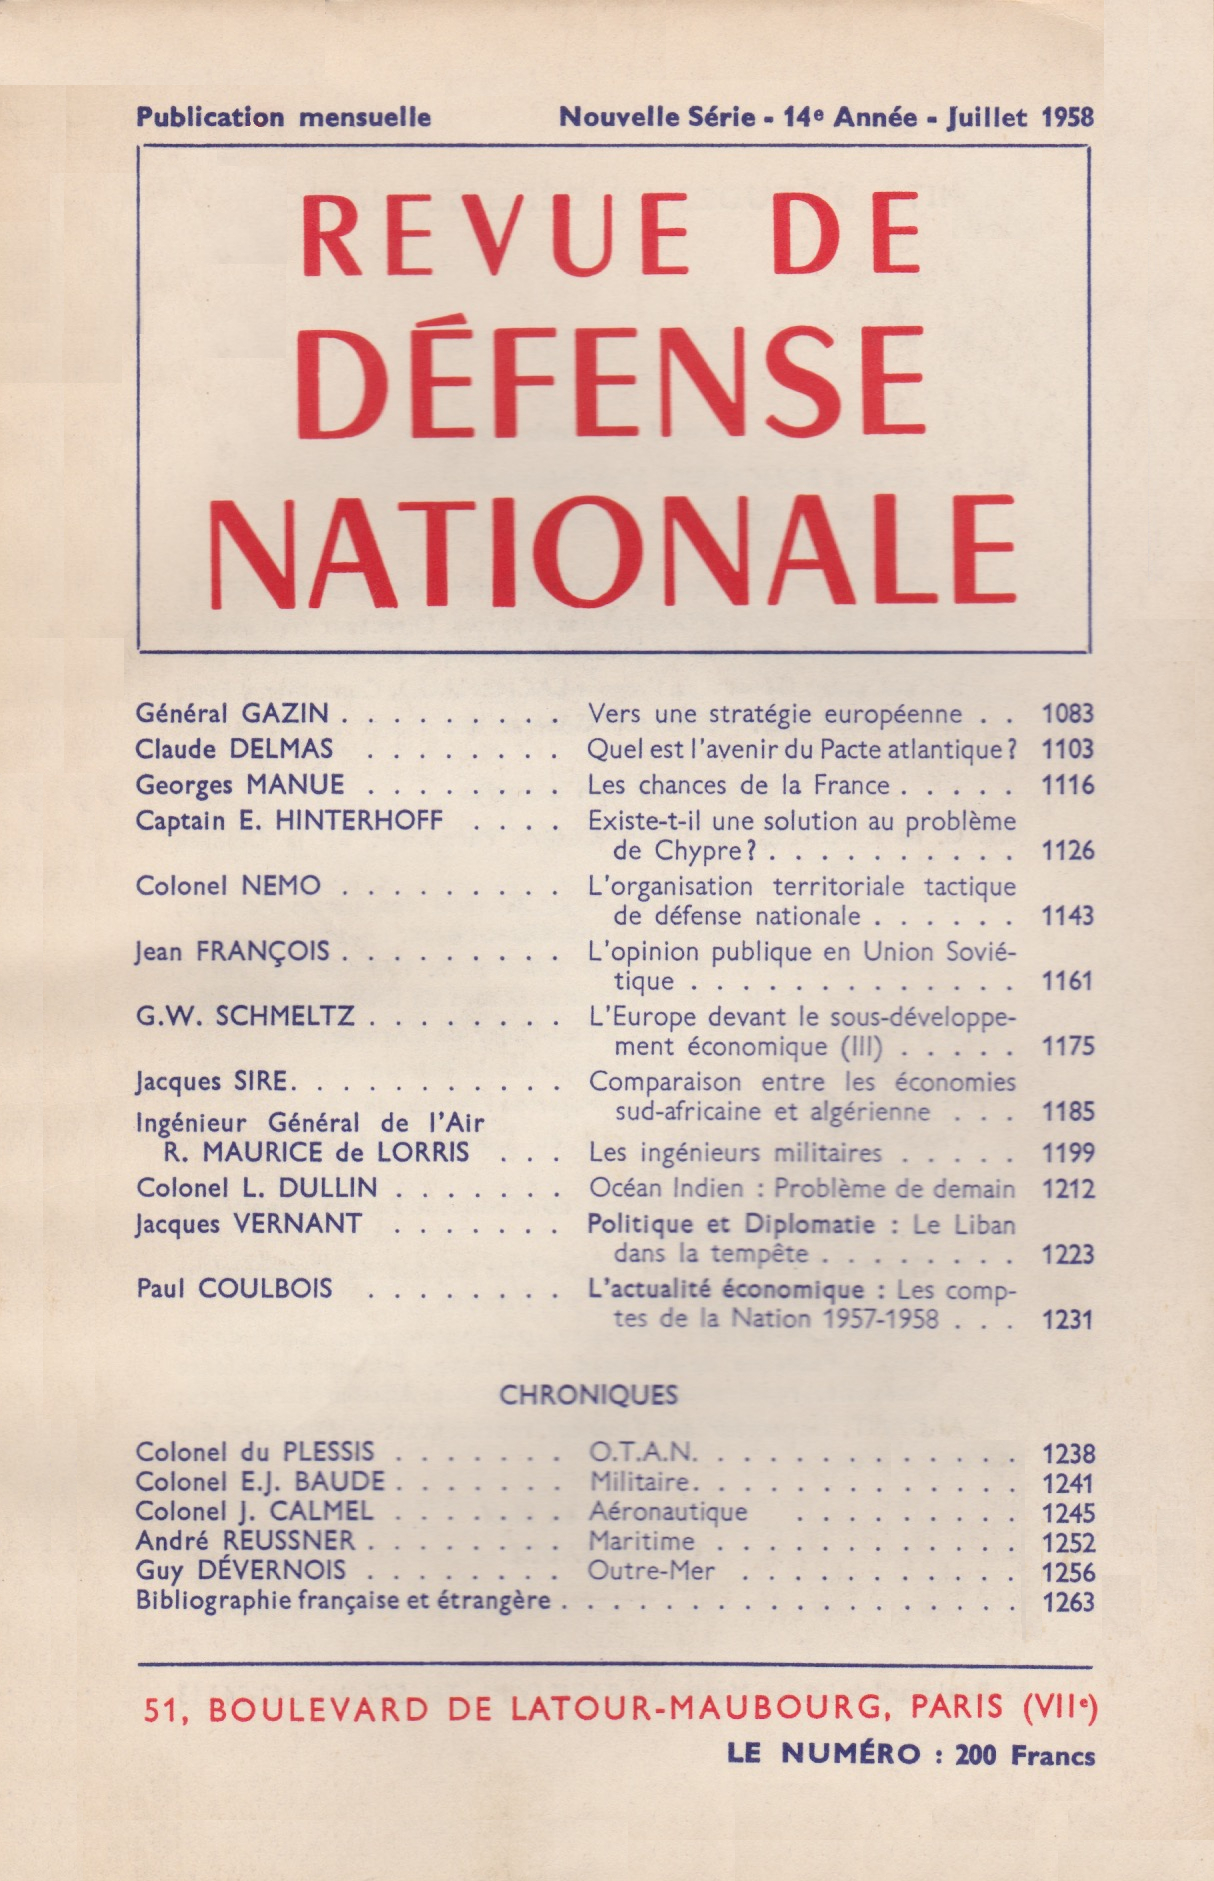 Publication mensuelle Nouvelle Série - 14e Année - Juillet 1958
REVUE DE
DÉFENSE
NATIONALE
Général GAZIN . . . . . . . . . Vers une stratégie européenne . . 1083
Claude DELMAS . . . . . . . . Quel est l'avenir du Pacte atlantique ? 1103
Georges MANUE . . . . . . . . Les chances de la France . . . . . 1116
Captain E. HINTERHOFF . . . . Existe-t-il une solution au problème
de Chypre ? . . . . . . . . . . 1126
Colonel NEMO . . . . . . . . . L'organisation territoriale tactique
de défense nationale . . . . . . 1143
Jean FRANÇOIS . . . . . . . . . L'opinion publique en Union Sovié-
tique . . . . . . . . . . . . . 1161
G.W. SCHMELTZ . . . . . . . . L'Europe devant le sous-développe-
ment économique (III) . . . . . 1175
Jacques SIRE. . . . . . . . . . . Comparaison entre les économies
sud-africaine et algérienne . . . 1185
Ingénieur Général de l'Air
R. MAURICE de LORRIS . . . Les ingénieurs militaires . . . . . 1199
Colonel L. DULLIN . . . . . . . Océan Indien : Problème de demain 1212
Jacques VERNANT . . . . . . . Politique et Diplomatie : Le Liban
dans la tempête . . . . . . . . 1223
Paul COULBOIS . . . . . . . . L'actualité économique : Les comp-
tes de la Nation 1957-1958 . . . 1231
CHRONIQUES
Colonel du PLESSIS . . . . . . . O.T.A.N. . . . . . . . . . . . . 1238
Colonel E.J. BAUDE . . . . . . . Militaire. . . . . . . . . . . . . 1241
Colonel J. CALMEL . . . . . . . Aéronautique . . . . . . . . . 1245
André REUSSNER . . . . . . . . Maritime . . . . . . . . . . . . 1252
Guy DÉVERNOIS . . . . . . . . Outre-Mer . . . . . . . . . . . 1256
Bibliographie française et étrangère . . . . . . . . . . . . . . . . . . 1263
51, BOULEVARD DE LATOUR-MAUBOURG, PARIS (VIIe)
LE NUMÉRO : 200 Francs